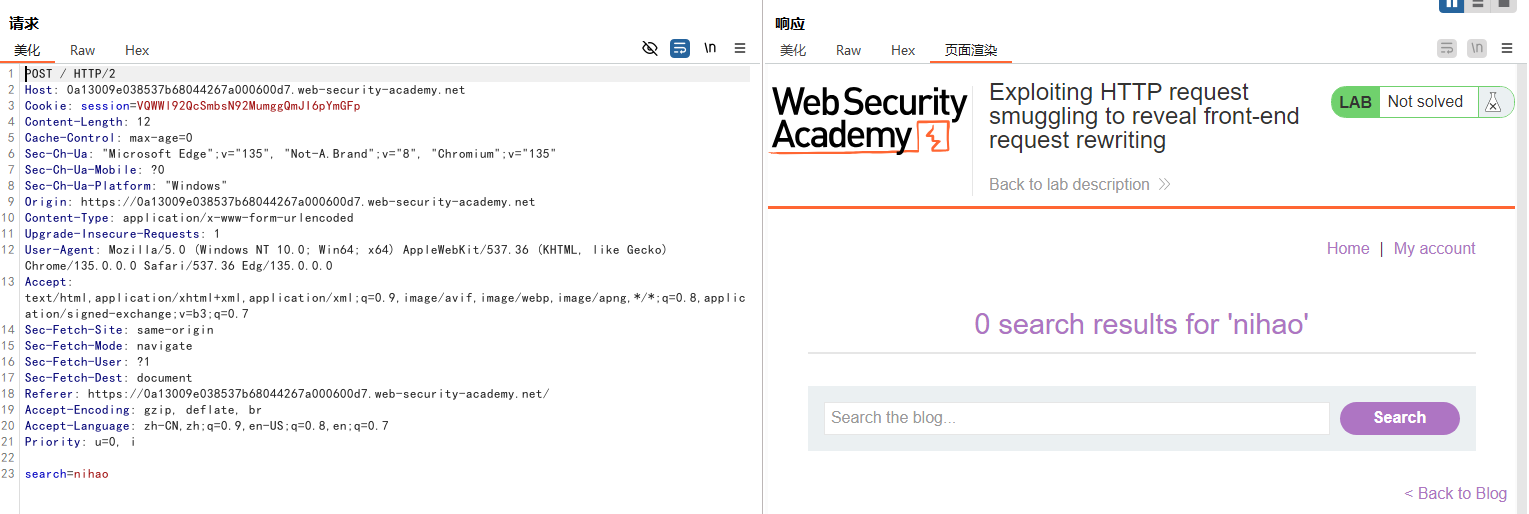 请求
美化 Raw Hex \n
1 POST / HTTP/2
2 Host: 0a13009e038537b68044267a000600d7.web-security-academy.net
3 Cookie: session=VQWWl92QcSmbsN92MumggQmJl6pYmGFp
4 Content-Length: 12
5 Cache-Control: max-age=0
6 Sec-Ch-Ua: "Microsoft Edge";v="135", "Not-A.Brand";v="8", "Chromium";v="135"
7 Sec-Ch-Ua-Mobile: ?0
8 Sec-Ch-Ua-Platform: "Windows"
9 Origin: https://0a13009e038537b68044267a000600d7.web-security-academy.net
10 Content-Type: application/x-www-form-urlencoded
11 Upgrade-Insecure-Requests: 1
12 User-Agent: Mozilla/5.0 (Windows NT 10.0; Win64; x64) AppleWebKit/537.36 (KHTML, like Gecko)
Chrome/135.0.0.0 Safari/537.36 Edg/135.0.0.0
13 Accept:
text/html,application/xhtml+xml,application/xml;q=0.9,image/avif,image/webp,image/apng,*/*;q=0.8,applic
ation/signed-exchange;v=b3;q=0.7
14 Sec-Fetch-Site: same-origin
15 Sec-Fetch-Mode: navigate
16 Sec-Fetch-User: ?1
17 Sec-Fetch-Dest: document
18 Referer: https://0a13009e038537b68044267a000600d7.web-security-academy.net/
19 Accept-Encoding: gzip, deflate, br
20 Accept-Language: zh-CN,zh;q=0.9,en-US;q=0.8,en;q=0.7
21 Priority: u=0, i
22
23 search=nihao
响应
美化 Raw Hex 页面渲染 \n
Web Security
Academy
Exploiting HTTP request
smuggling to reveal front-end
request rewriting
Back to lab description
LAB Not solved
Home | My account
0 search results for 'nihao'
Search the blog... Search
< Back to Blog